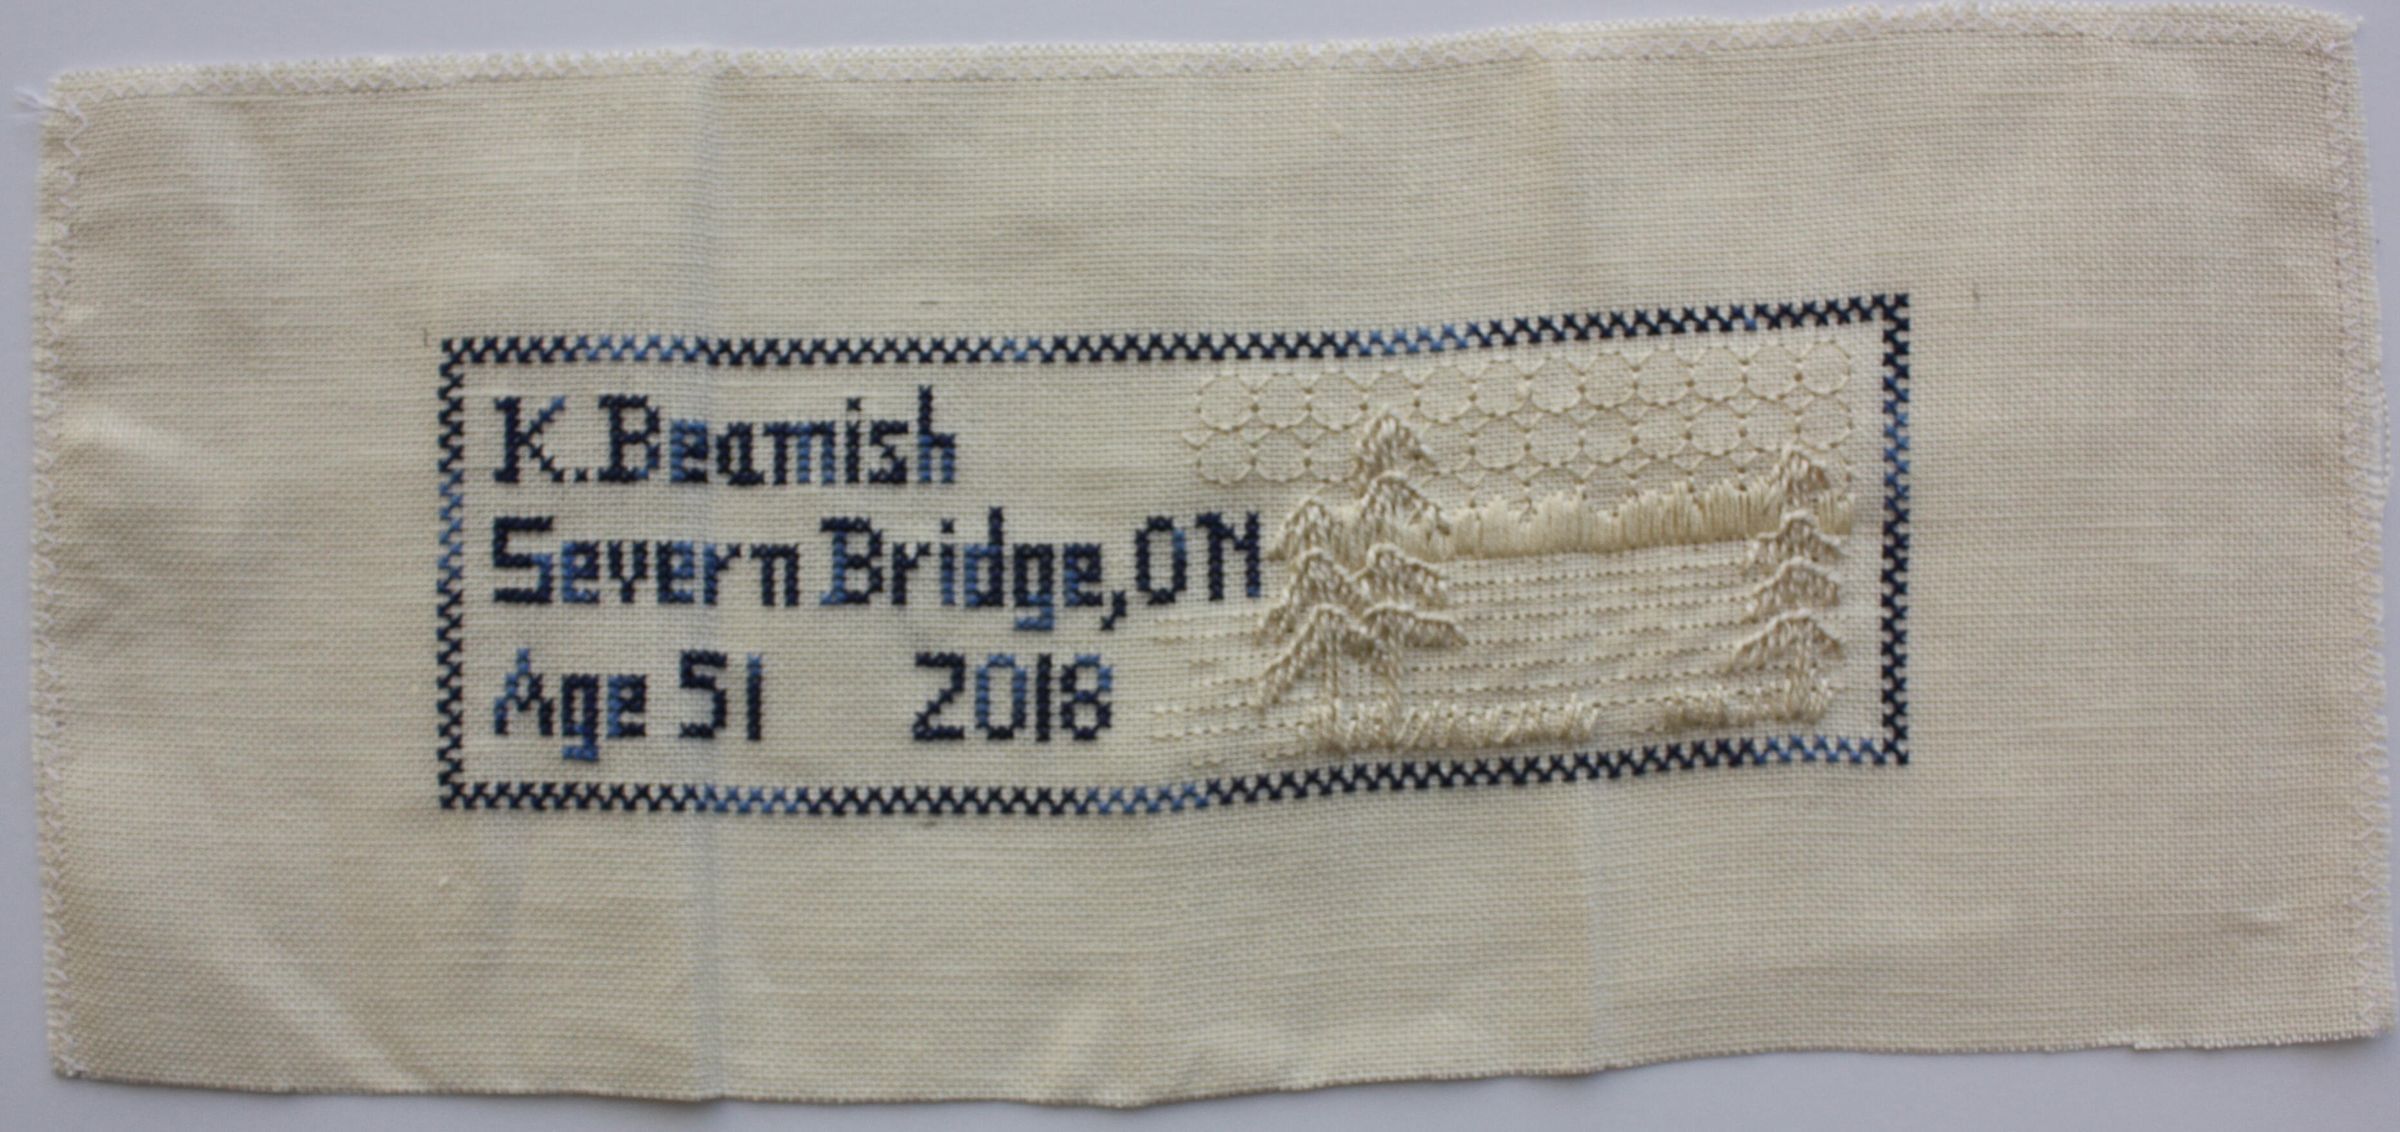 K.Beamish
Severn Bridge,ON
Age 51 2018